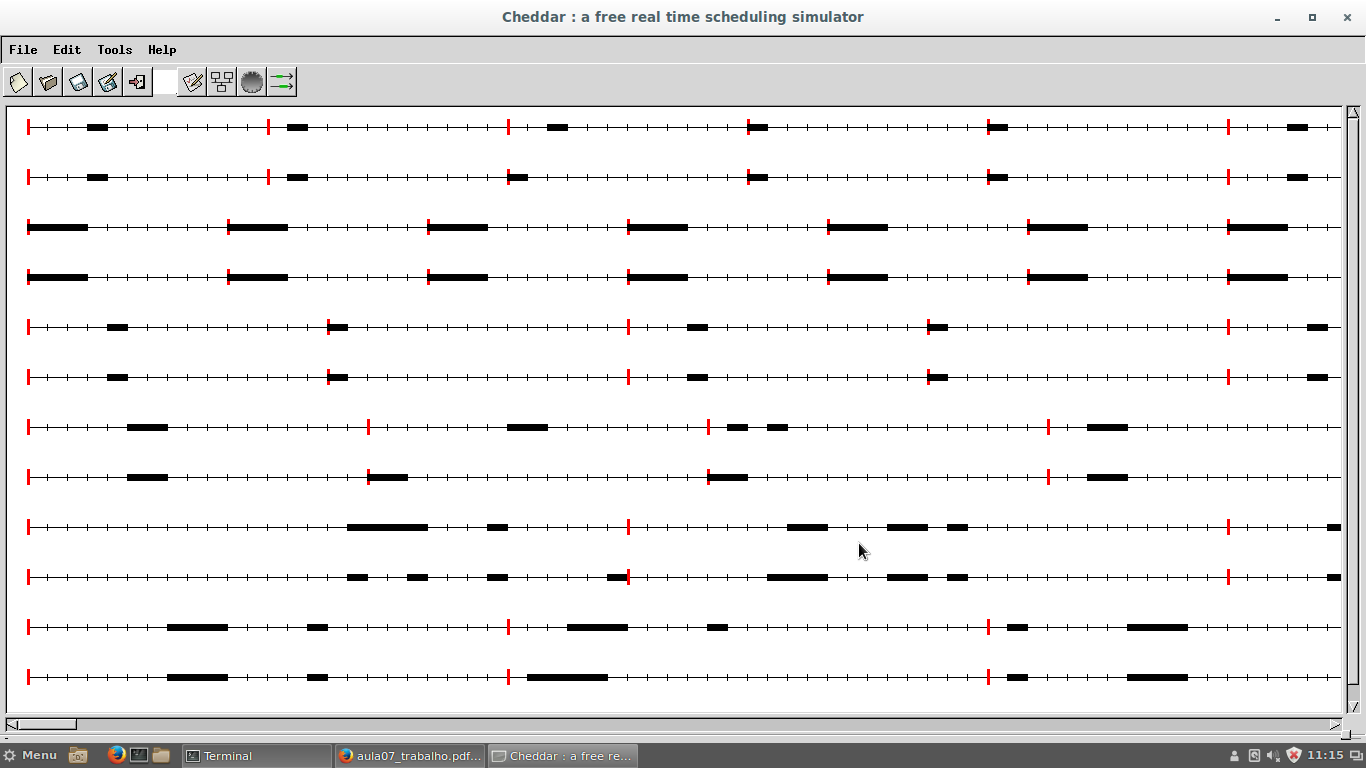 Cheddar : a free real time scheduling simulator
File Edit Tools Help
Menu Terminal aula07_trabalho.pdf... Cheddar : a free re... 11:15